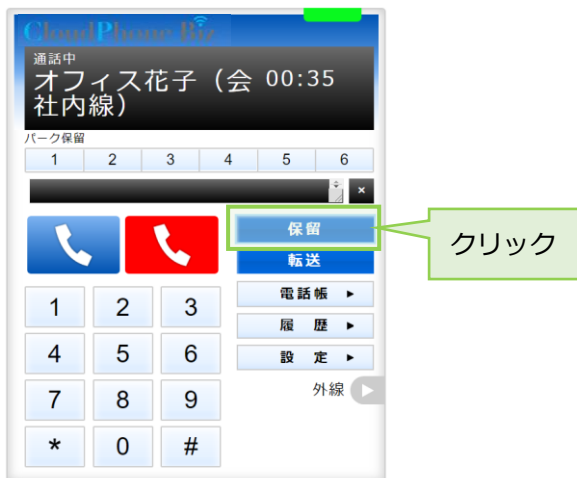 CloudPhone Biz
通話中
オフィス花子（会 00:35
社内線）
パーク保留
1 2 3 4 5 6
×
保留
クリック
転送
電話帳 ▶
履 歴 ▶
設 定 ▶
外線
1 2 3
4 5 6
7 8 9
* 0 #